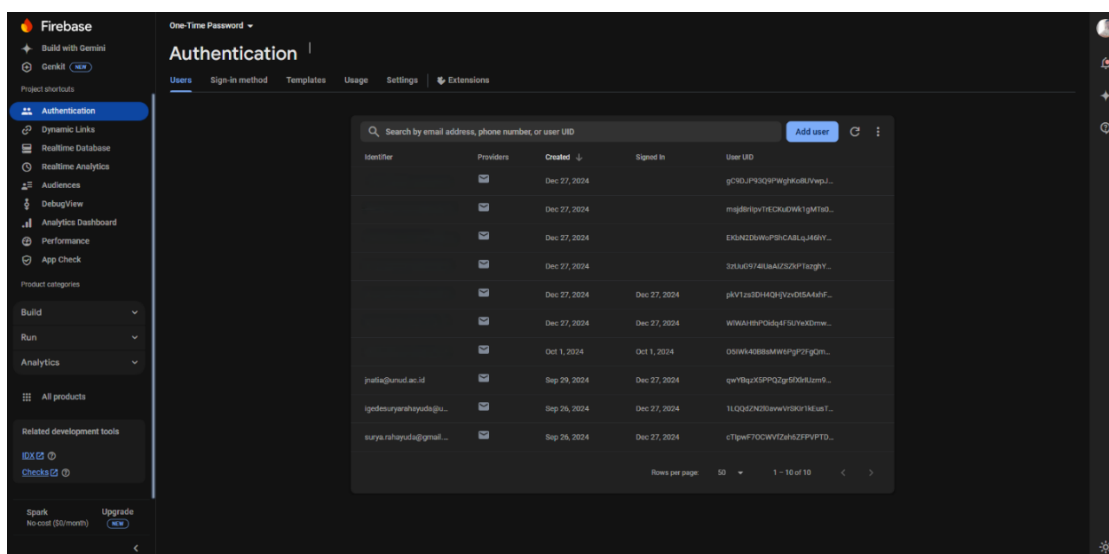 Firebase
Build with Gemini
Genkit NEW
Project shortcuts
Authentication
Dynamic Links
Realtime Database
Realtime Analytics
Audiences
DebugView
Analytics Dashboard
Performance
App Check
Product categories
Build
Run
Analytics
All products
Related development tools
IDX
Checks
Spark Upgrade
No-cost ($0/month) NEW
One-Time Password
Authentication
Users Sign-in method Templates Usage Settings Extensions
Search by email address, phone number, or user UID Add user
Identifier Providers Created Signed In User UID
Dec 27, 2024
Dec 27, 2024
Dec 27, 2024
Dec 27, 2024
Dec 27, 2024 Dec 27, 2024
Dec 27, 2024 Dec 27, 2024
Oct 1, 2024 Oct 1, 2024
jnatia@unud.ac.id Sep 29, 2024 Dec 27, 2024
igedesuryarahayuda@u... Sep 26, 2024 Dec 27, 2024
surya.rahayuda@gmail.... Sep 26, 2024 Dec 27, 2024
Rows per page: 50 1 – 10 of 10